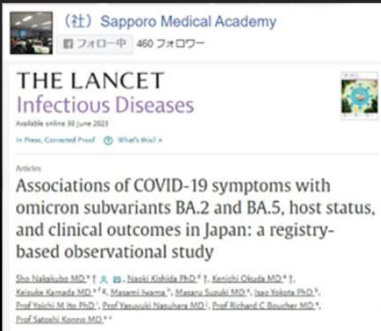 （社）Sapporo Medical Academy
フォロー中 460 フォロワー
THE LANCET
Infectious Diseases
Available online 30 June 2023
In Press, Corrected Proof What's this? >
Articles
Associations of COVID-19 symptoms with
omicron subvariants BA.2 and BA.5, host status,
and clinical outcomes in Japan: a registry-
based observational study
Sho Nakakubo MD, Naoki Kishida PhD, Kenichi Okuda MD,
Keisuke Kamada MD, Masami Iwama, Masaru Suzuki MD, Isao Yokota PhD,
Prof Yoichi M Ito PhD, Prof Yasuyuki Nasuhara MD, Prof Richard C Boucher MD,
Prof Satoshi Konno MD